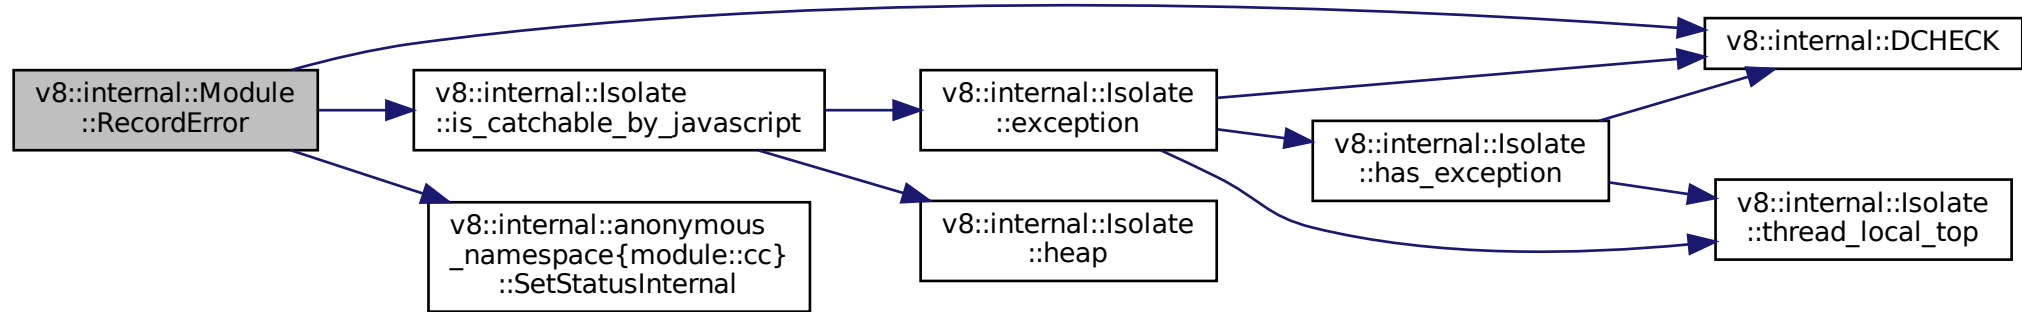 v8::internal::Module
::RecordError
v8::internal::Isolate
::is_catchable_by_javascript
v8::internal::anonymous
_namespace{module::cc}
::SetStatusInternal
v8::internal::Isolate
::exception
v8::internal::Isolate
::heap
v8::internal::Isolate
::has_exception
v8::internal::DCHECK
v8::internal::Isolate
::thread_local_top